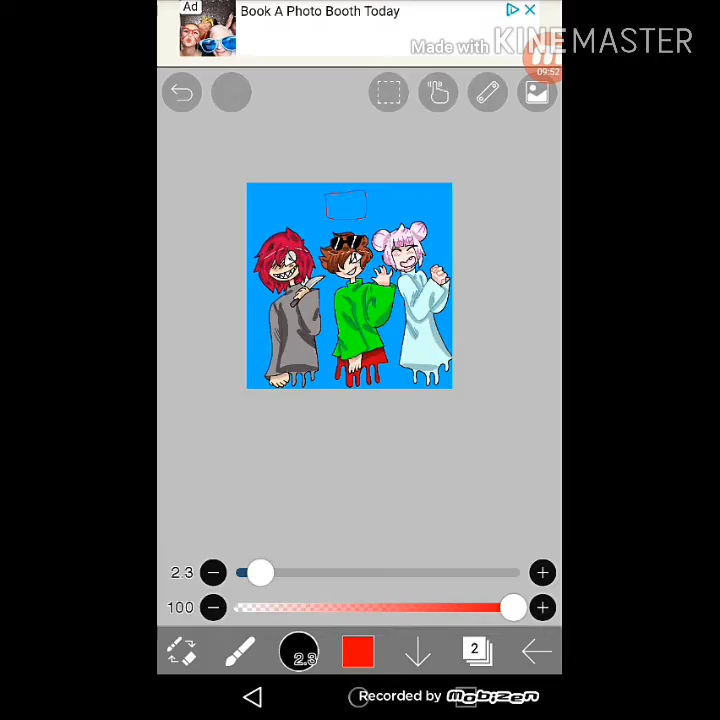 Ad
Book A Photo Booth Today
Made with KINEMASTER
09:52
2.3
100
2.3
2
Recorded by mobizen